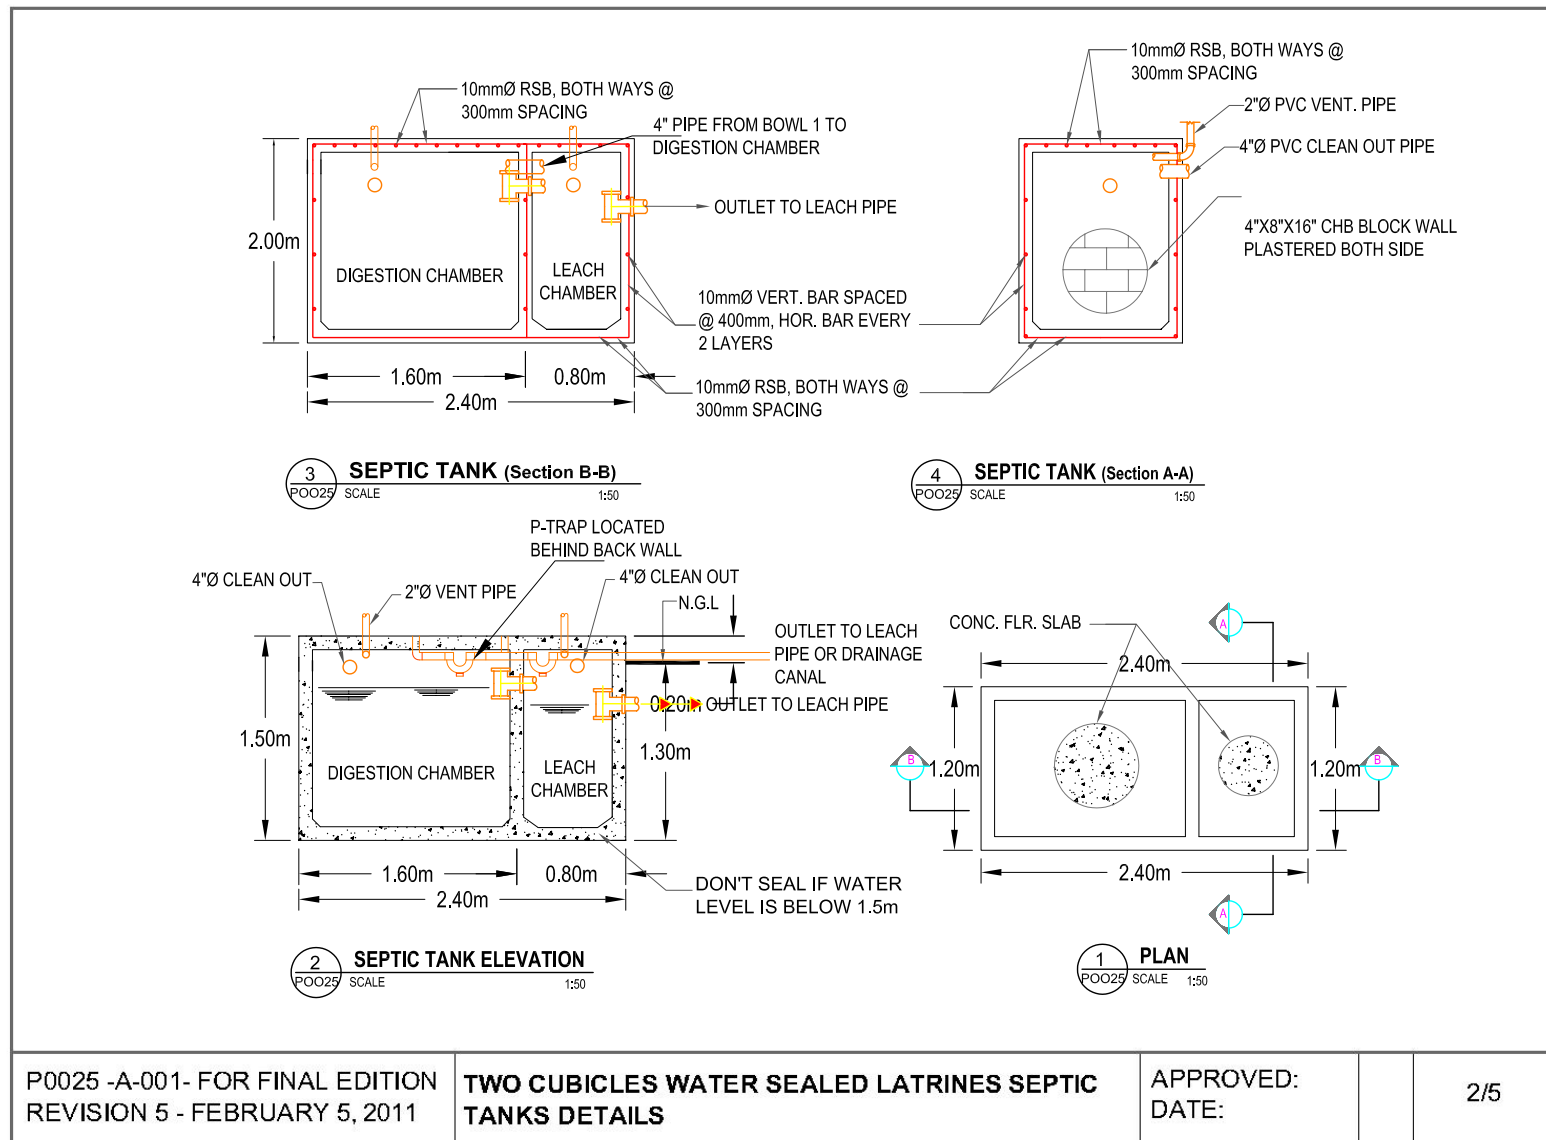 10mmØ RSB, BOTH WAYS @
300mm SPACING
4" PIPE FROM BOWL 1 TO
DIGESTION CHAMBER
OUTLET TO LEACH PIPE
2.00m
DIGESTION CHAMBER
LEACH
CHAMBER
10mmØ VERT. BAR SPACED
@ 400mm, HOR. BAR EVERY
2 LAYERS
1.60m
0.80m
2.40m
10mmØ RSB, BOTH WAYS @
300mm SPACING
3
POO25
SEPTIC TANK (Section B-B)
SCALE
1:50
10mmØ RSB, BOTH WAYS @
300mm SPACING
2"Ø PVC VENT. PIPE
4"Ø PVC CLEAN OUT PIPE
4"X8"X16" CHB BLOCK WALL
PLASTERED BOTH SIDE
4
POO25
SEPTIC TANK (Section A-A)
SCALE
1:50
P-TRAP LOCATED
BEHIND BACK WALL
4"Ø CLEAN OUT
2"Ø VENT PIPE
4"Ø CLEAN OUT
N.G.L
OUTLET TO LEACH
PIPE OR DRAINAGE
CANAL
0.20m
OUTLET TO LEACH PIPE
1.50m
1.30m
DIGESTION CHAMBER
LEACH
CHAMBER
1.60m
0.80m
2.40m
DON'T SEAL IF WATER
LEVEL IS BELOW 1.5m
2
POO25
SEPTIC TANK ELEVATION
SCALE
1:50
CONC. FLR. SLAB
A
2.40m
B
1.20m
1.20m
B
2.40m
A
1
POO25
PLAN
SCALE
1:50
P0025 -A-001- FOR FINAL EDITION
REVISION 5 - FEBRUARY 5, 2011
TWO CUBICLES WATER SEALED LATRINES SEPTIC
TANKS DETAILS
APPROVED:
DATE:
2/5